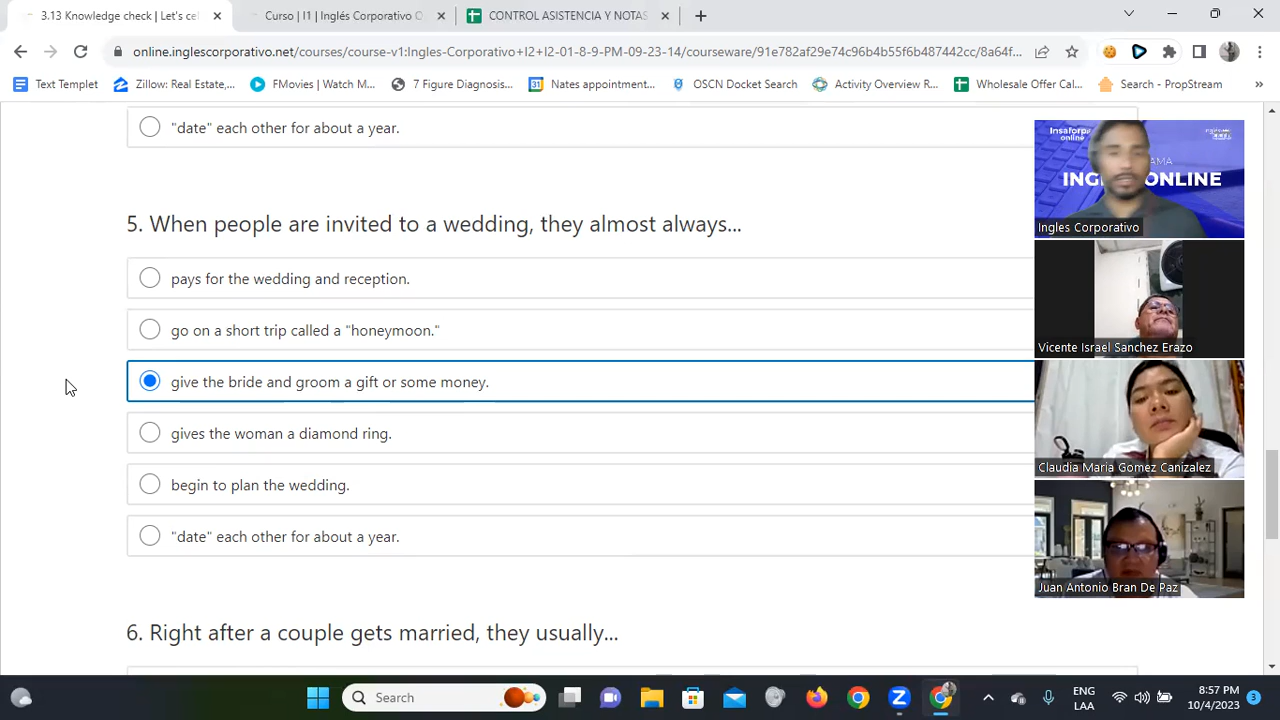 3.13 Knowledge check | Let's cel
Curso | I1 | Inglés Corporativo O
CONTROL ASISTENCIA Y NOTAS
online.inglescorporativo.net/courses/course-v1:Ingles-Corporativo+I2+I2-01-8-9-PM-09-23-14/courseware/91e782af29e74c96b4b55f6b487442cc/8a64f...
Text Templet
Zillow: Real Estate,...
FMovies | Watch M...
7 Figure Diagnosis...
Nates appointment...
OSCN Docket Search
Activity Overview R...
Wholesale Offer Cal...
Search - PropStream
"date" each other for about a year.
5. When people are invited to a wedding, they almost always...
pays for the wedding and reception.
go on a short trip called a "honeymoon."
give the bride and groom a gift or some money.
gives the woman a diamond ring.
begin to plan the wedding.
"date" each other for about a year.
6. Right after a couple gets married, they usually...
online
Ingles Corporativo
Vicente Israel Sanchez Erazo
Claudia Maria Gomez Canizalez
Juan Antonio Bran De Paz
Search
ENG
LAA
8:57 PM
10/4/2023
3